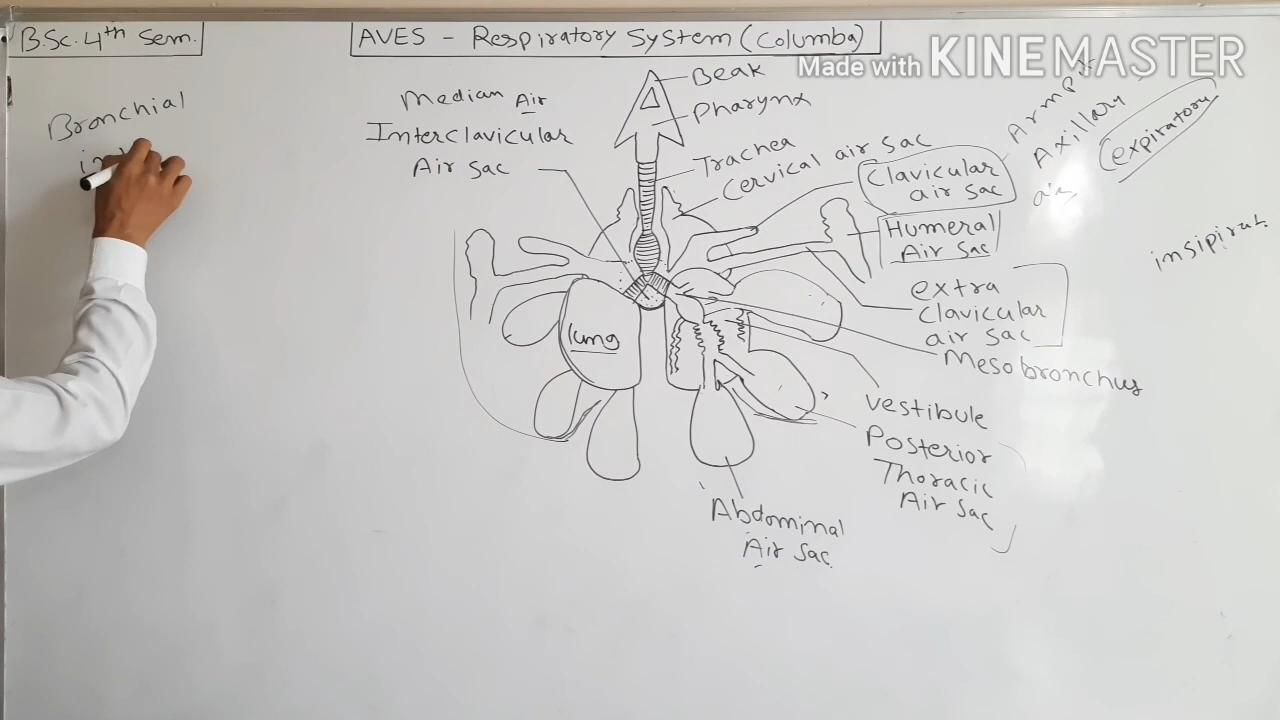 B.Sc. 4th Sem.
AVES - Respiratory System (Columba)
Made with KINEMASTER
Bronchial
Median Air
Interclavicular
Air Sac
Beak
Pharynx
Trachea
Cervical air sac
Clavicular
air sac
Axillary
expiratory
Humeral
Air Sac
extra
Clavicular
air sac
Mesobronchus
lung
Vestibule
Posterior
Thoracic
Air Sac
Abdominal
Air Sac